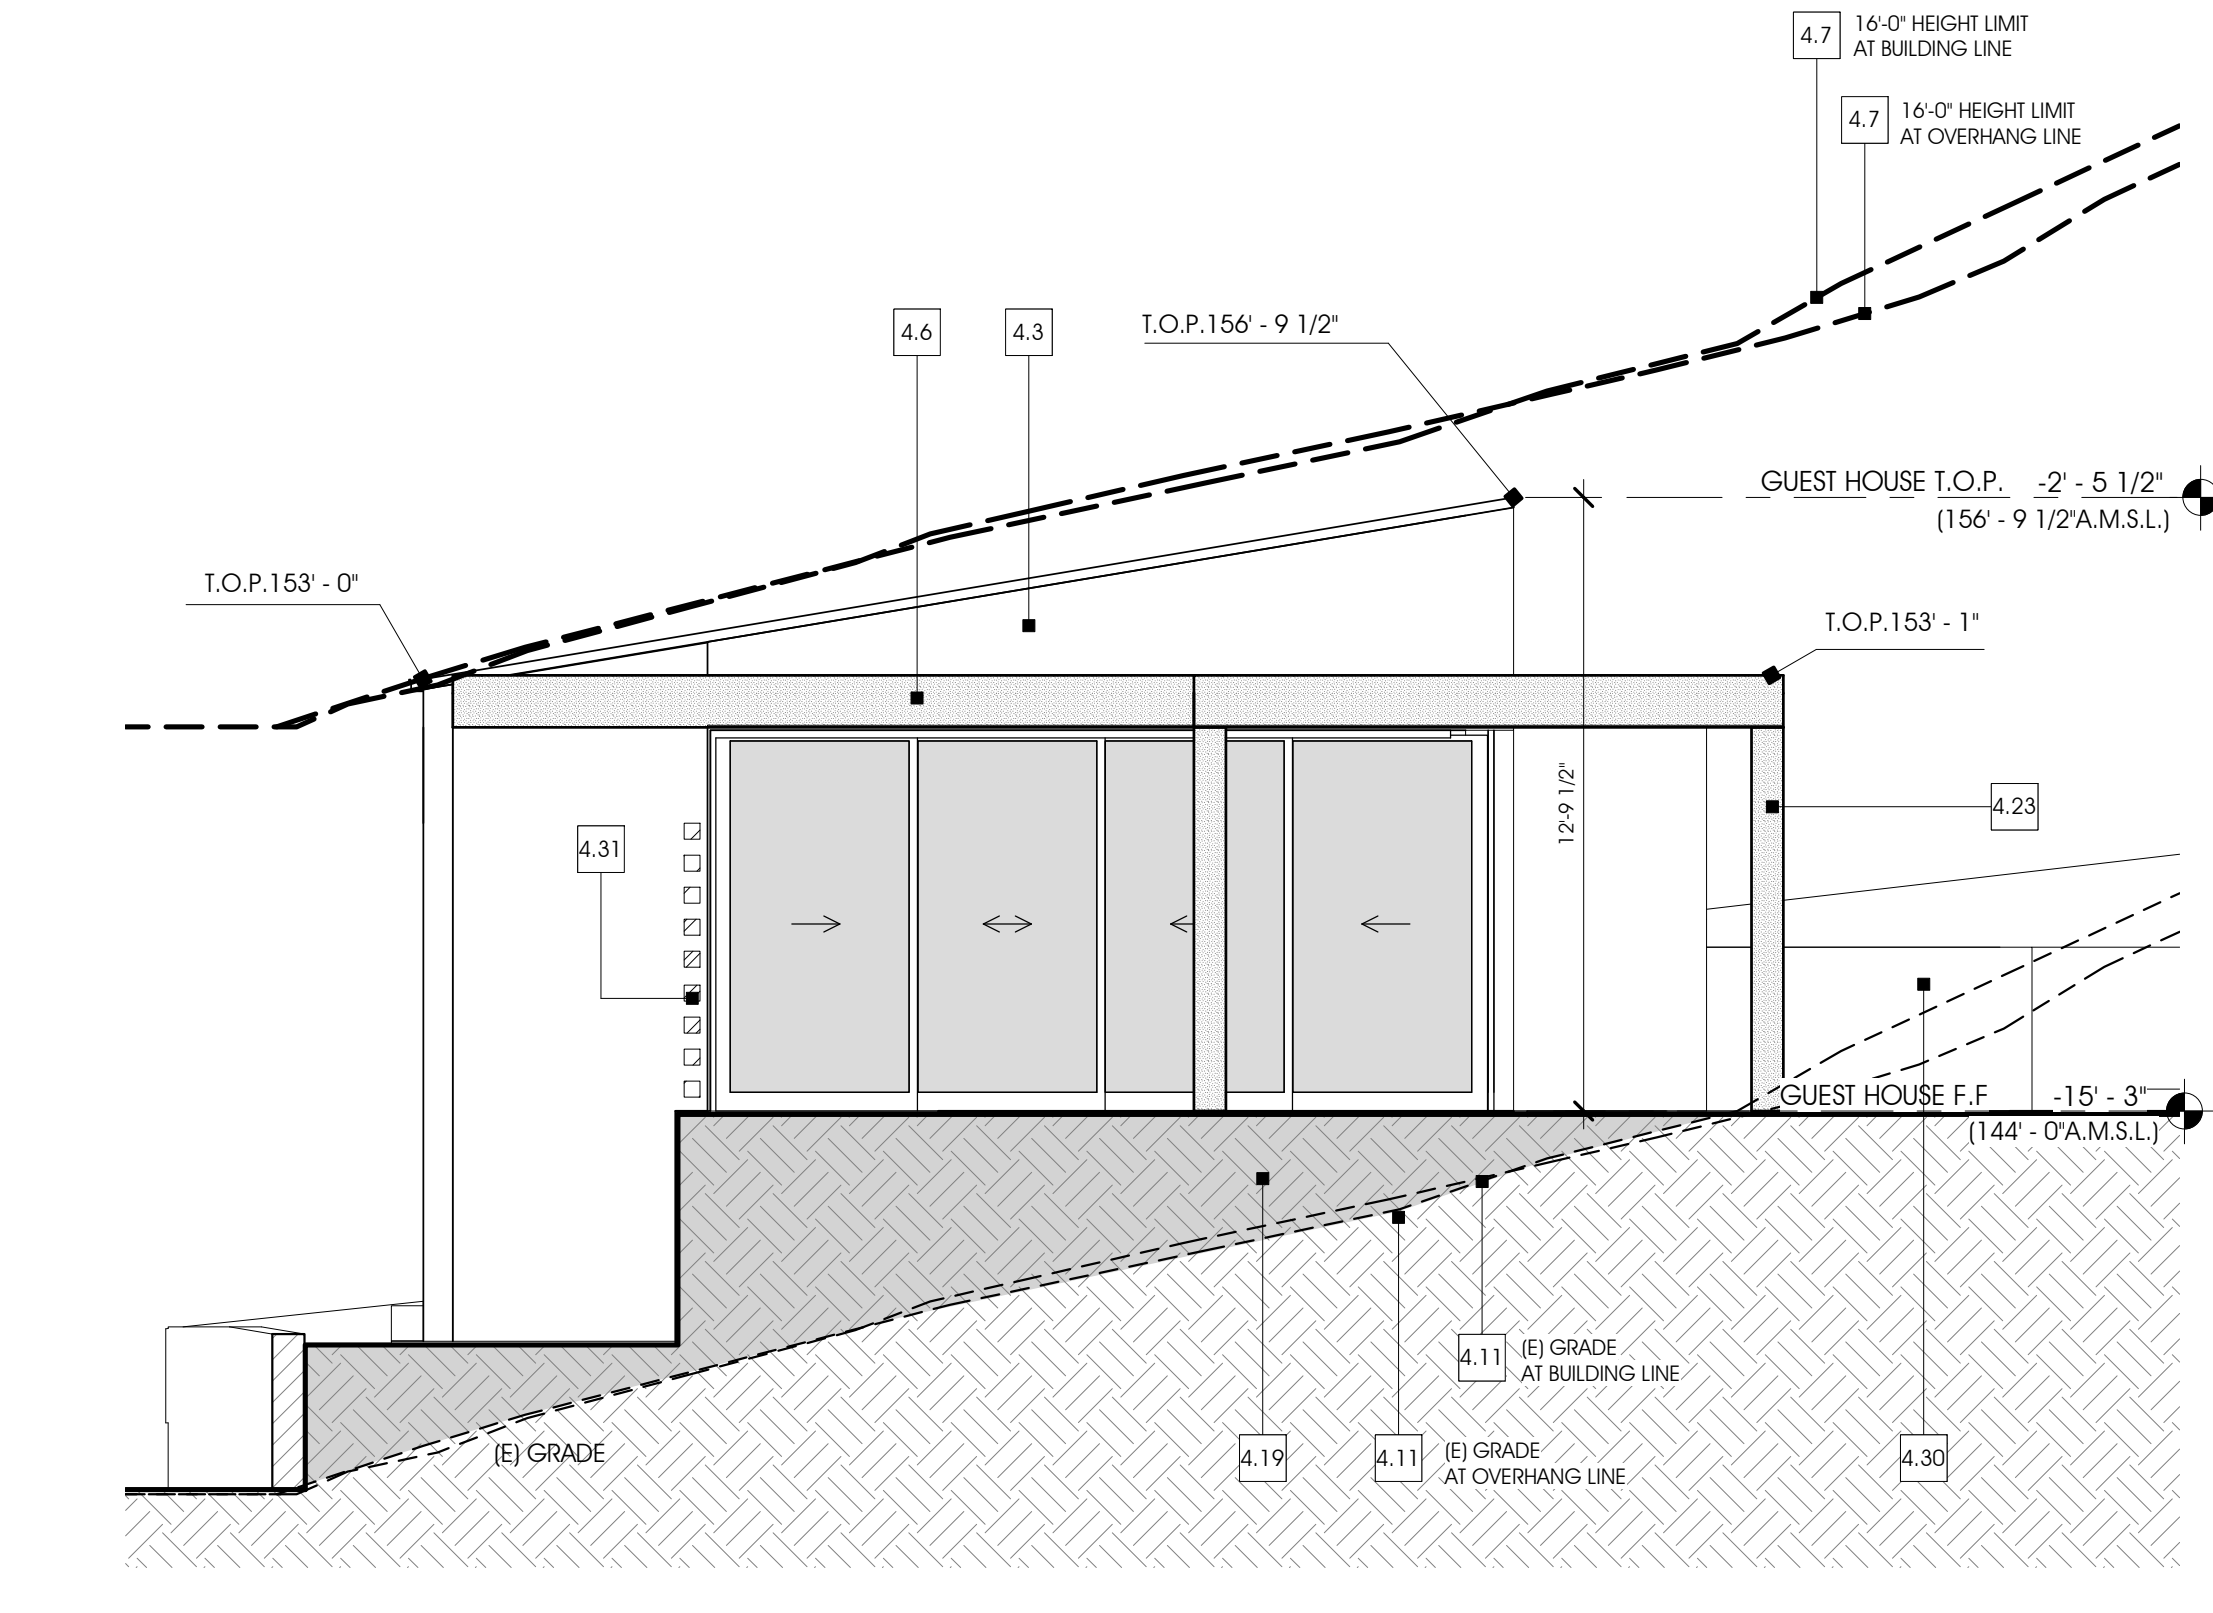 4.7
16'-0" HEIGHT LIMIT
AT BUILDING LINE
4.7
16'-0" HEIGHT LIMIT
AT OVERHANG LINE
4.6
4.3
T.O.P.156' - 9 1/2"
GUEST HOUSE T.O.P. -2' - 5 1/2"
(156' - 9 1/2"A.M.S.L.)
T.O.P.153' - 0"
T.O.P.153' - 1"
12'-9 1/2"
4.23
4.31
GUEST HOUSE F.F -15' - 3"
(144' - 0"A.M.S.L.)
4.11
(E) GRADE
AT BUILDING LINE
(E) GRADE
4.19
4.11
(E) GRADE
AT OVERHANG LINE
4.30